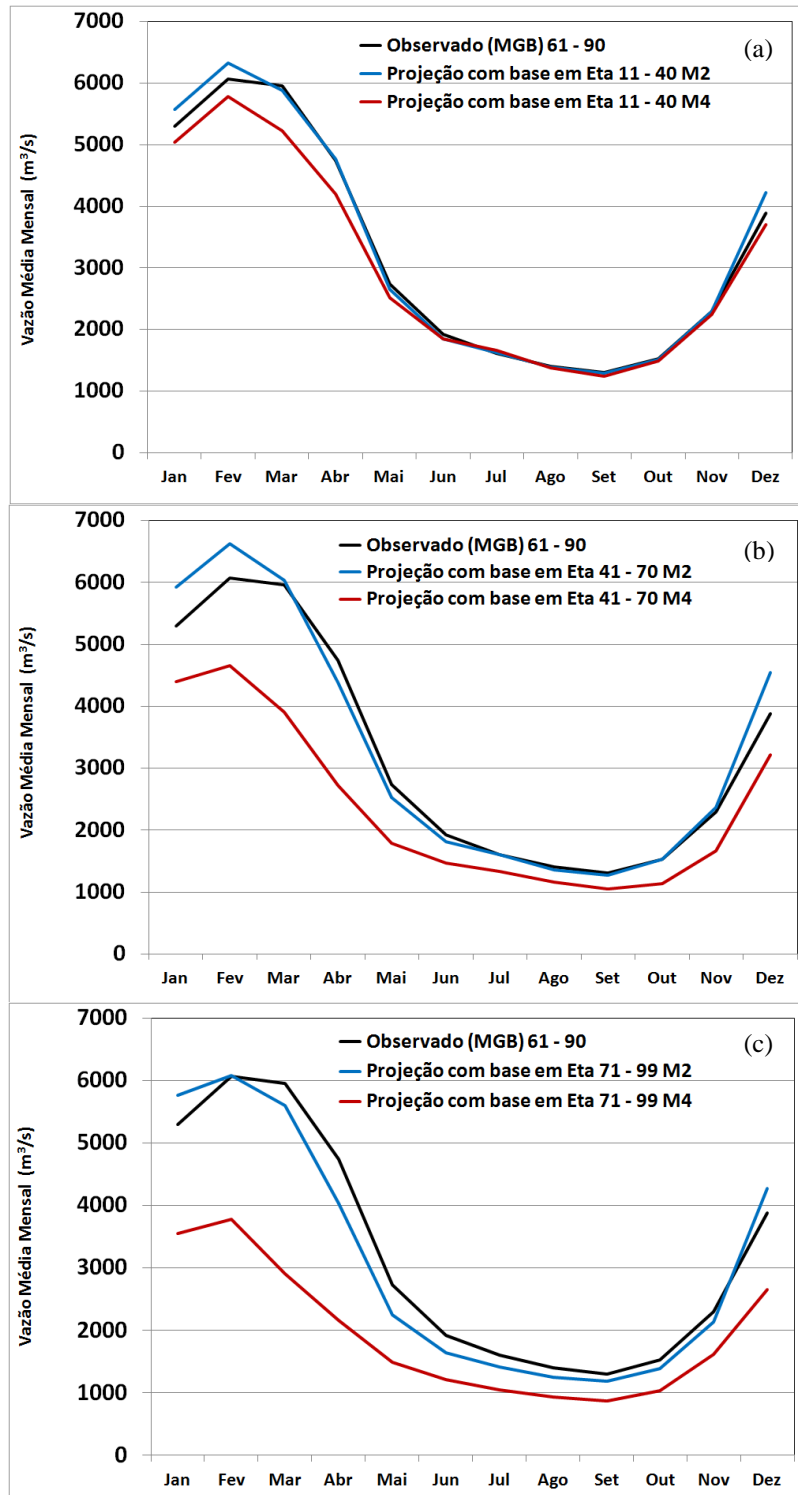 7000
6000
5000
4000
3000
2000
1000
0
Vazão Média Mensal (m³/s)
Observado (MGB) 61 - 90
Projeção com base em Eta 11 - 40 M2
Projeção com base em Eta 11 - 40 M4
(a)
Jan Fev Mar Abr Mai Jun Jul Ago Set Out Nov Dez
7000
6000
5000
4000
3000
2000
1000
0
Vazão Média Mensal (m³/s)
Observado (MGB) 61 - 90
Projeção com base em Eta 41 - 70 M2
Projeção com base em Eta 41 - 70 M4
(b)
Jan Fev Mar Abr Mai Jun Jul Ago Set Out Nov Dez
7000
6000
5000
4000
3000
2000
1000
0
Vazão Média Mensal (m³/s)
Observado (MGB) 61 - 90
Projeção com base em Eta 71 - 99 M2
Projeção com base em Eta 71 - 99 M4
(c)
Jan Fev Mar Abr Mai Jun Jul Ago Set Out Nov Dez